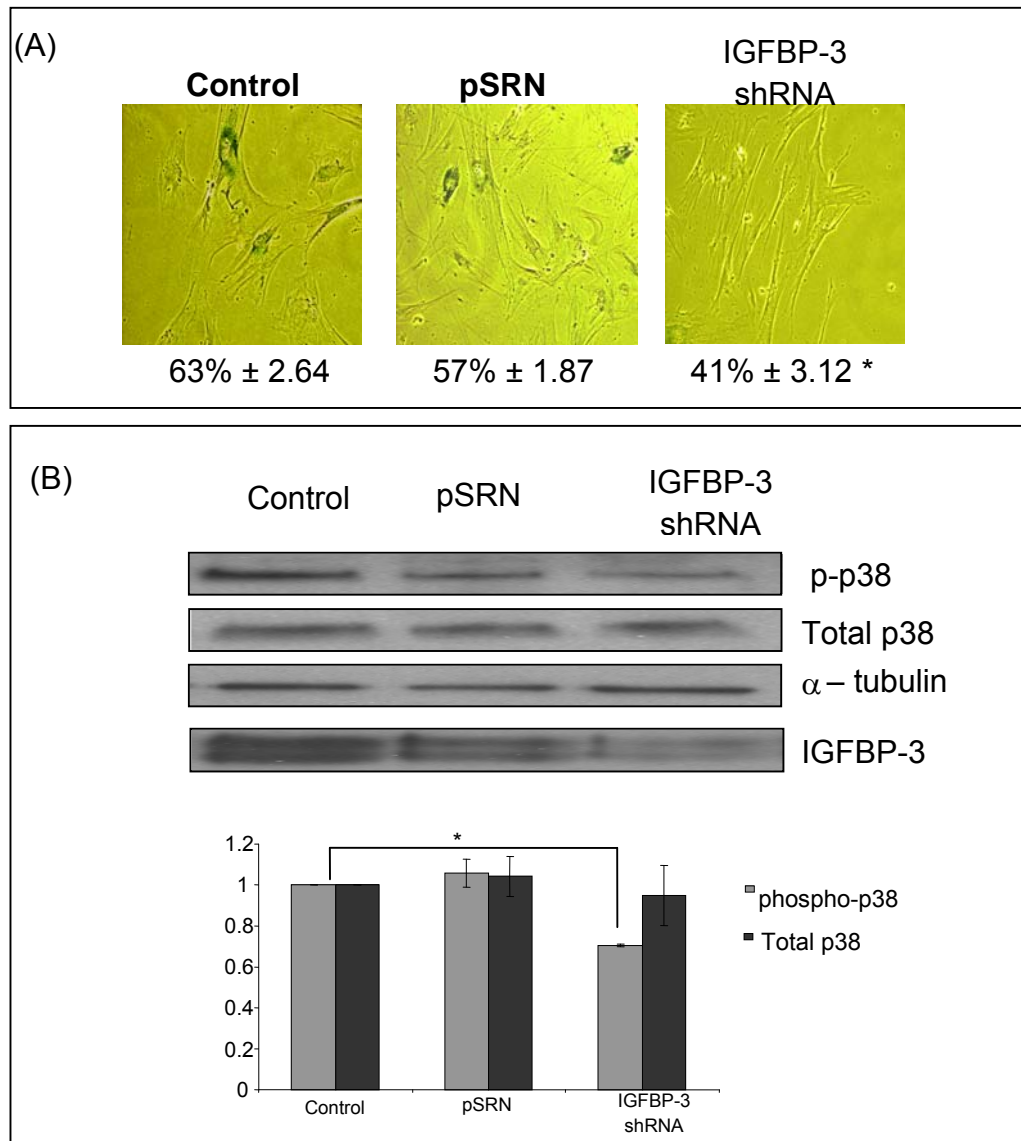 (A)
Control
pSRN
IGFBP-3
shRNA
63% ± 2.64
57% ± 1.87
41% ± 3.12 *
(B)
Control
pSRN
IGFBP-3
shRNA
p-p38
Total p38
α – tubulin
IGFBP-3
*
1.2
1
0.8
0.6
0.4
0.2
0
phospho-p38
Total p38
Control
pSRN
IGFBP-3
shRNA